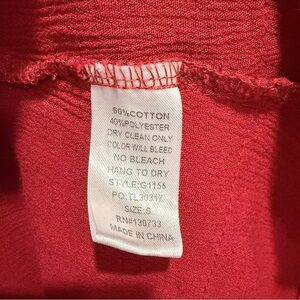 60%COTTON
40%POLYESTER
DRY CLEAN ONLY
COLOR WILL BLEED
NO BLEACH
HANG TO DRY
STYLE:G1155
PO:TL30317
SIZE:S
RN#130733
MADE IN CHINA